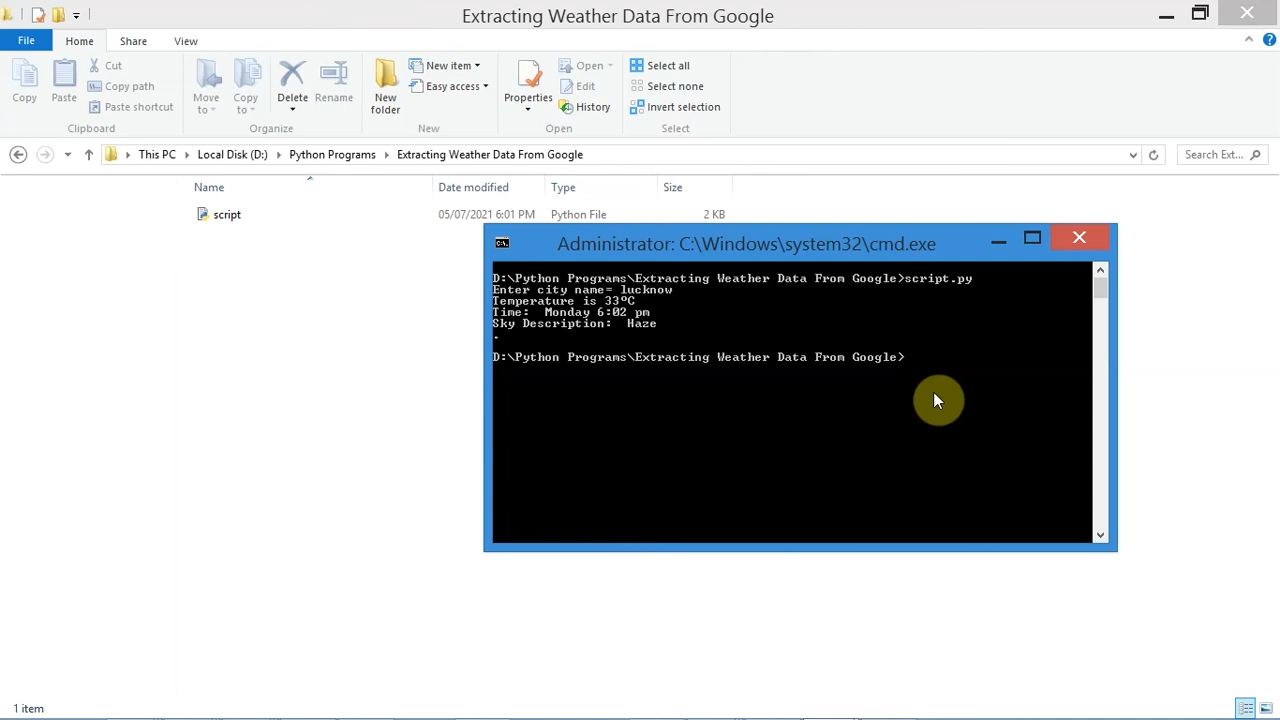 Extracting Weather Data From Google
File Home Share View
Copy
Paste
Cut
Copy path
Paste shortcut
Clipboard
Move to
Copy to
Delete
Rename
Organize
New folder
New item
Easy access
New
Properties
Open
Edit
History
Open
Select all
Select none
Invert selection
Select
This PC Local Disk (D:) Python Programs Extracting Weather Data From Google
Search Ext...
Name Date modified Type Size
script 05/07/2021 6:01 PM Python File 2 KB
Administrator: C:\Windows\system32\cmd.exe
D:\Python Programs\Extracting Weather Data From Google>script.py
Enter city name= lucknow
Temperature is 33ºC
Time:  Monday 6:02 pm
Sky Description:  Haze
.
D:\Python Programs\Extracting Weather Data From Google>
1 item